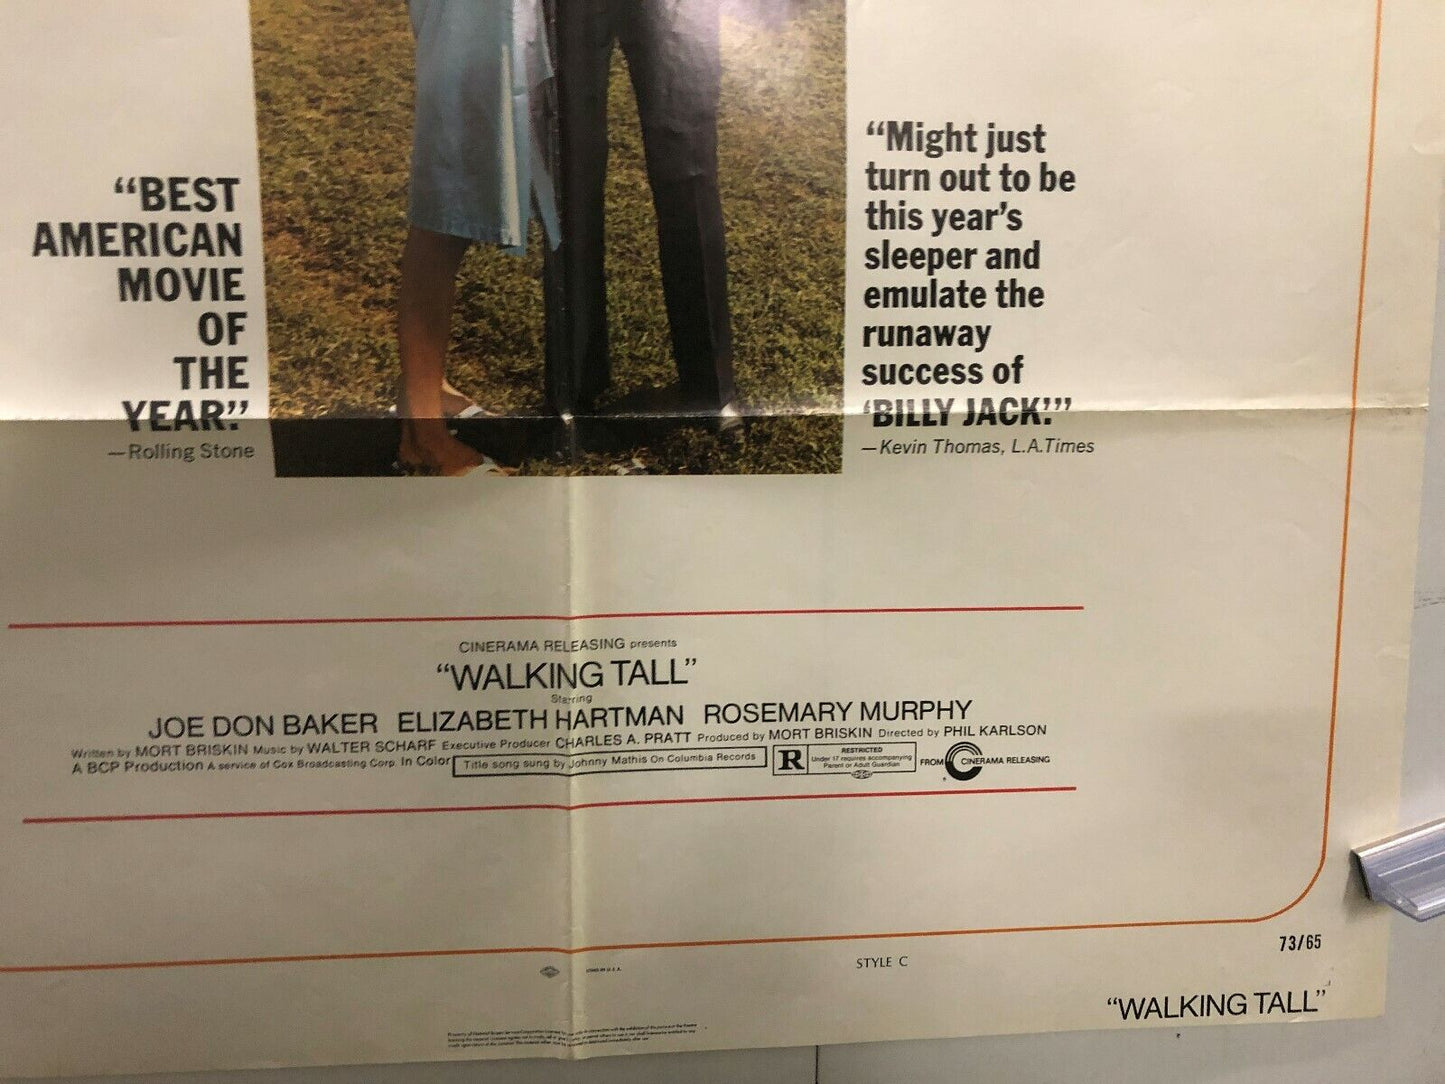 “BEST
AMERICAN
MOVIE
OF
THE
YEAR.”
—Rolling Stone
“Might just
turn out to be
this year’s
sleeper and
emulate the
runaway
success of
‘BILLY JACK.’”
—Kevin Thomas, L.A.Times
CINERAMA RELEASING presents
“WALKING TALL”
Starring
JOE DON BAKER ELIZABETH HARTMAN ROSEMARY MURPHY
Written by MORT BRISKIN Music by WALTER SCHARF Executive Producer CHARLES A. PRATT Produced by MORT BRISKIN Directed by PHIL KARLSON
A BCP Production A service of Cox Broadcasting Corp. In Color Title song sung by Johnny Mathis On Columbia Records
R
RESTRICTED
Under 17 requires accompanying
Parent or Adult Guardian
FROM CINERAMA RELEASING
73/65
STYLE C
“WALKING TALL”